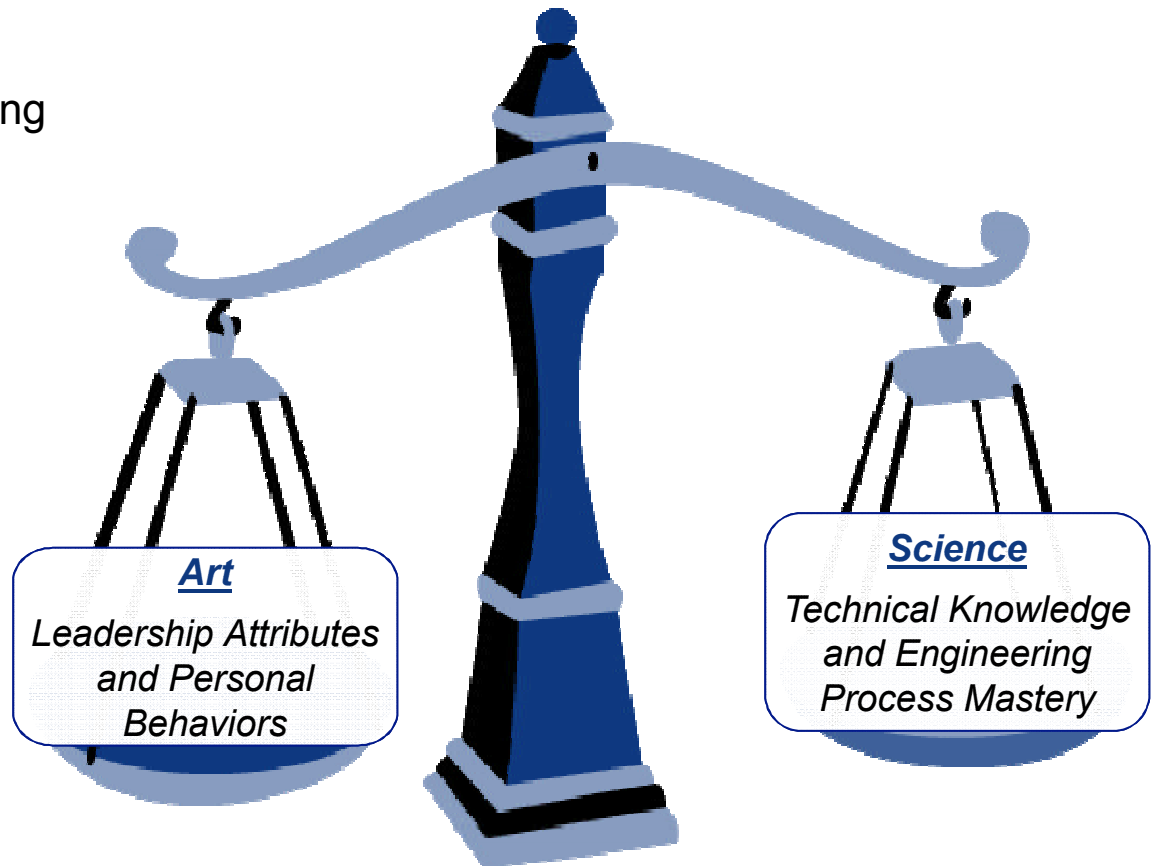 ng
Art
Leadership Attributes
and Personal
Behaviors
Science
Technical Knowledge
and Engineering
Process Mastery